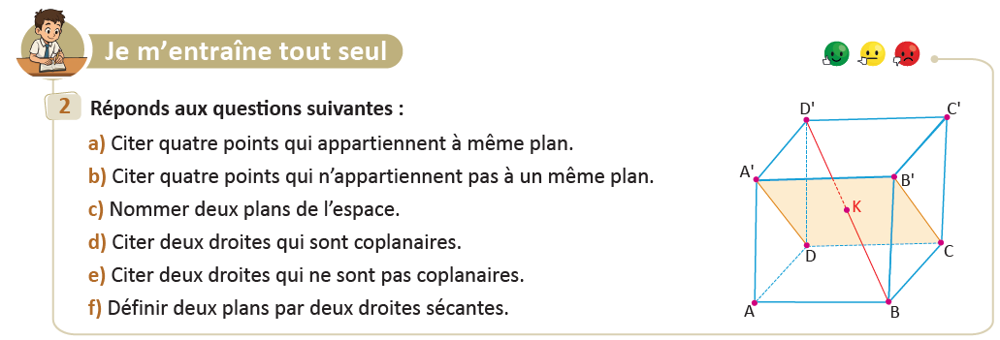 Je m'entraîne tout seul
2 Réponds aux questions suivantes :
a) Citer quatre points qui appartiennent à même plan.
b) Citer quatre points qui n'appartiennent pas à un même plan.
c) Nommer deux plans de l'espace.
d) Citer deux droites qui sont coplanaires.
e) Citer deux droites qui ne sont pas coplanaires.
f) Définir deux plans par deux droites sécantes.
D' C'
A' B'
K
D C
A B